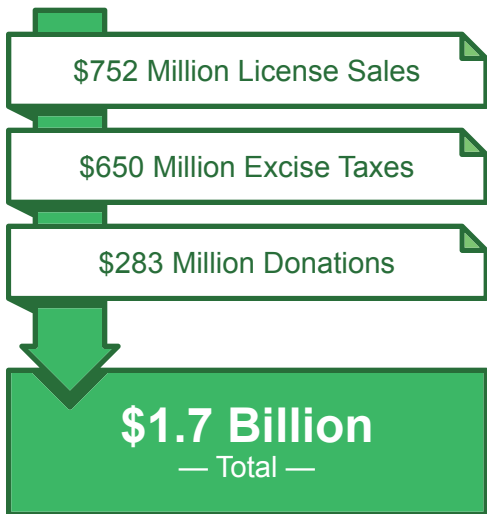 $752 Million License Sales
$650 Million Excise Taxes
$283 Million Donations
$1.7 Billion
— Total —